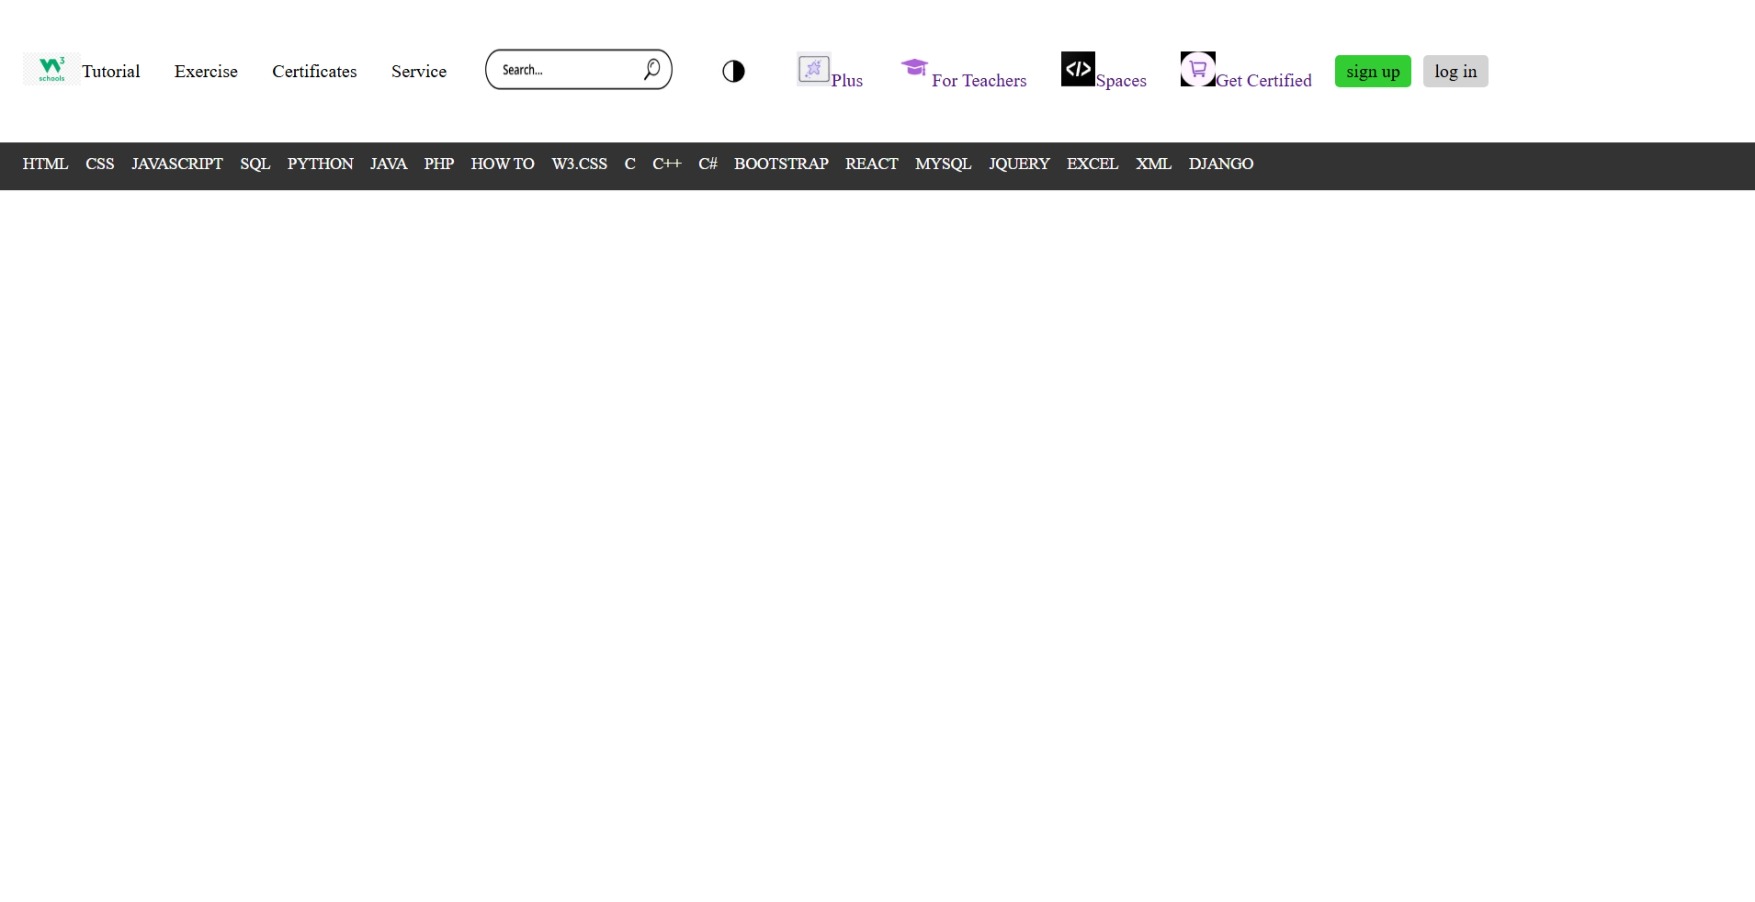 W3 schools Tutorial Exercise Certificates Service Search... Plus For Teachers </> Spaces Get Certified sign up log in
HTML CSS JAVASCRIPT SQL PYTHON JAVA PHP HOW TO W3.CSS C C++ C# BOOTSTRAP REACT MYSQL JQUERY EXCEL XML DJANGO